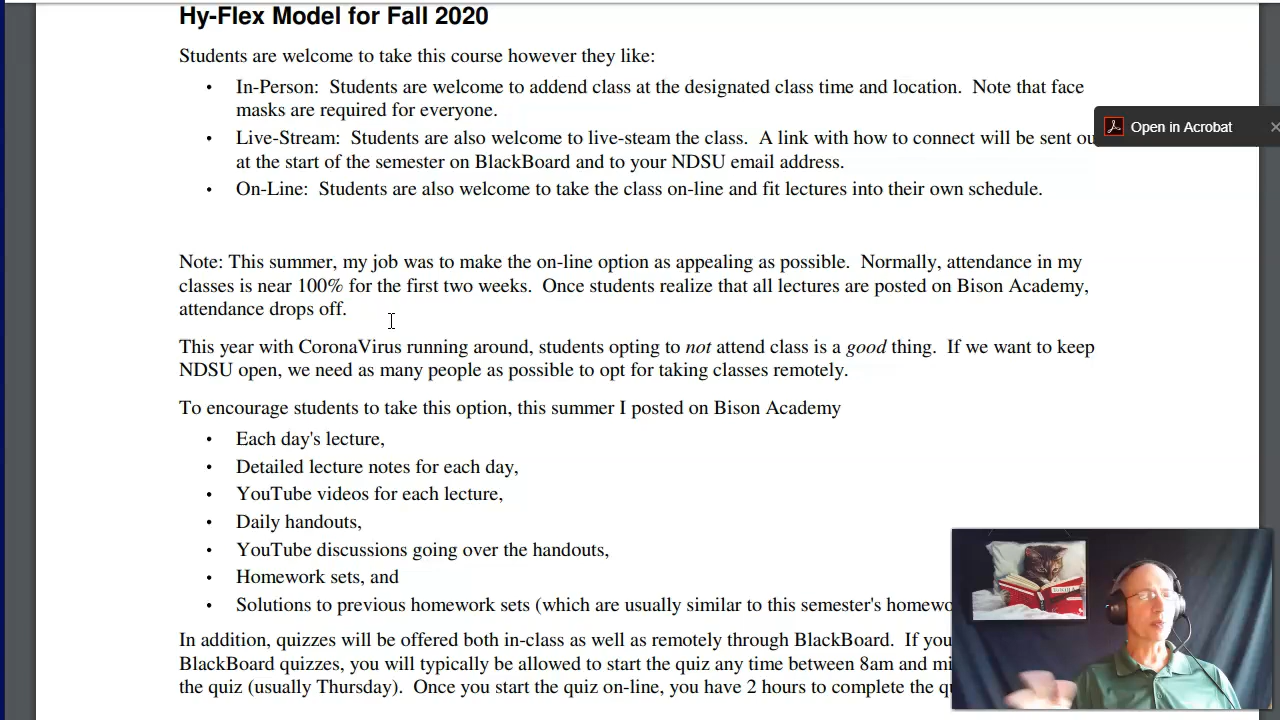 Hy-Flex Model for Fall 2020
Students are welcome to take this course however they like:
• In-Person: Students are welcome to addend class at the designated class time and location. Note that face
masks are required for everyone.
• Live-Stream: Students are also welcome to live-steam the class. A link with how to connect will be sent ou
at the start of the semester on BlackBoard and to your NDSU email address.
• On-Line: Students are also welcome to take the class on-line and fit lectures into their own schedule.
Open in Acrobat
Note: This summer, my job was to make the on-line option as appealing as possible. Normally, attendance in my
classes is near 100% for the first two weeks. Once students realize that all lectures are posted on Bison Academy,
attendance drops off.
This year with CoronaVirus running around, students opting to not attend class is a good thing. If we want to keep
NDSU open, we need as many people as possible to opt for taking classes remotely.
To encourage students to take this option, this summer I posted on Bison Academy
• Each day's lecture,
• Detailed lecture notes for each day,
• YouTube videos for each lecture,
• Daily handouts,
• YouTube discussions going over the handouts,
• Homework sets, and
• Solutions to previous homework sets (which are usually similar to this semester's homewo
In addition, quizzes will be offered both in-class as well as remotely through BlackBoard. If you
BlackBoard quizzes, you will typically be allowed to start the quiz any time between 8am and mi
the quiz (usually Thursday). Once you start the quiz on-line, you have 2 hours to complete the qu